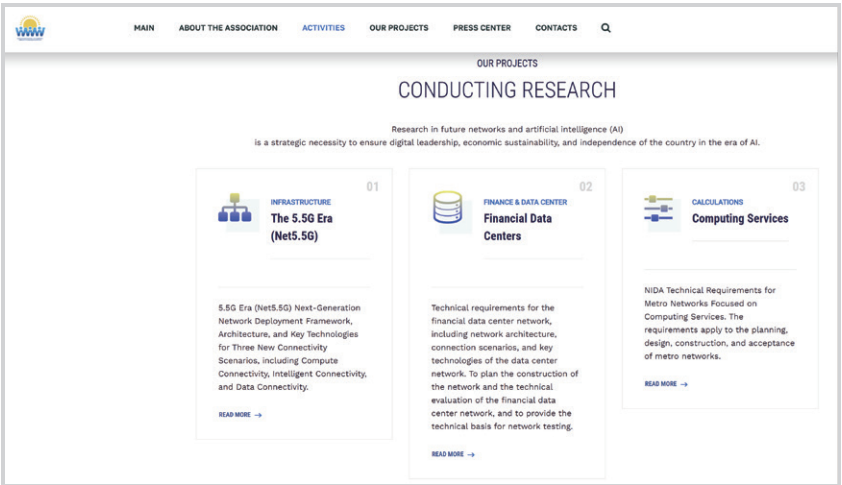 MAIN ABOUT THE ASSOCIATION ACTIVITIES OUR PROJECTS PRESS CENTER CONTACTS
OUR PROJECTS
CONDUCTING RESEARCH
Research in future networks and artificial intelligence (AI)
is a strategic necessity to ensure digital leadership, economic sustainability, and independence of the country in the era of AI.
01
INFRASTRUCTURE
The 5.5G Era
(Net5.5G)
5.5G Era (Net5.5G) Next-Generation
Network Deployment Framework,
Architecture, and Key Technologies
for Three New Connectivity
Scenarios, including Compute
Connectivity, Intelligent Connectivity,
and Data Connectivity.
READ MORE →
02
FINANCE & DATA CENTER
Financial Data
Centers
Technical requirements for the
financial data center network,
including network architecture,
connection scenarios, and key
technologies of the data center
network. To plan the construction of
the network and the technical
evaluation of the financial data
center network, and to provide the
technical basis for network testing.
READ MORE →
03
CALCULATIONS
Computing Services
NIDA Technical Requirements for
Metro Networks Focused on
Computing Services. The
requirements apply to the planning,
design, construction, and acceptance
of metro networks.
READ MORE →